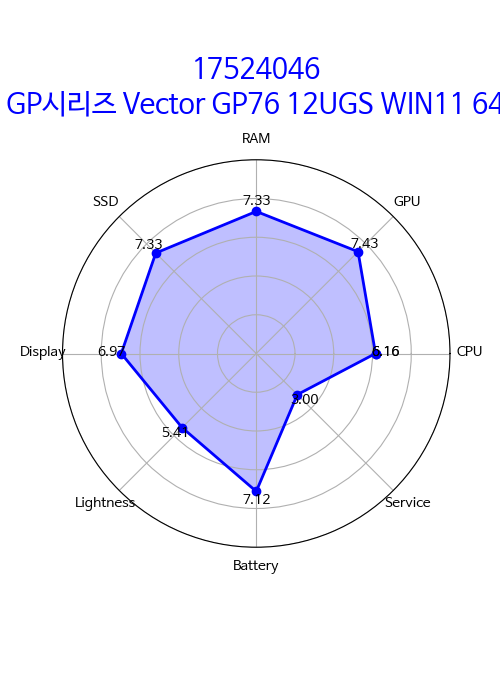 17524046
GP시리즈 Vector GP76 12UGS WIN11 64
RAM
SSD
GPU
7.33
7.33
7.43
Display
6.97
6.16
CPU
5.41
3.00
Lightness
7.12
Service
Battery